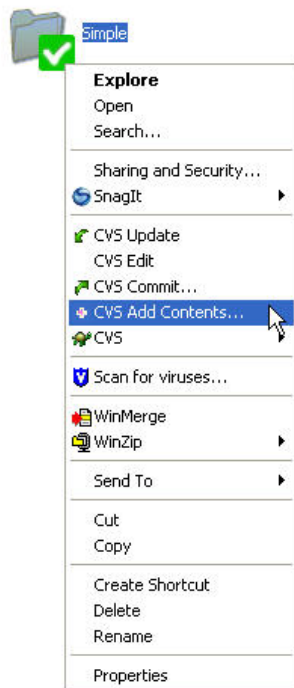 Simple
Explore
Open
Search...
Sharing and Security...
SnagIt
CVS Update
CVS Edit
CVS Commit...
CVS Add Contents...
CVS
Scan for viruses...
WinMerge
WinZip
Send To
Cut
Copy
Create Shortcut
Delete
Rename
Properties